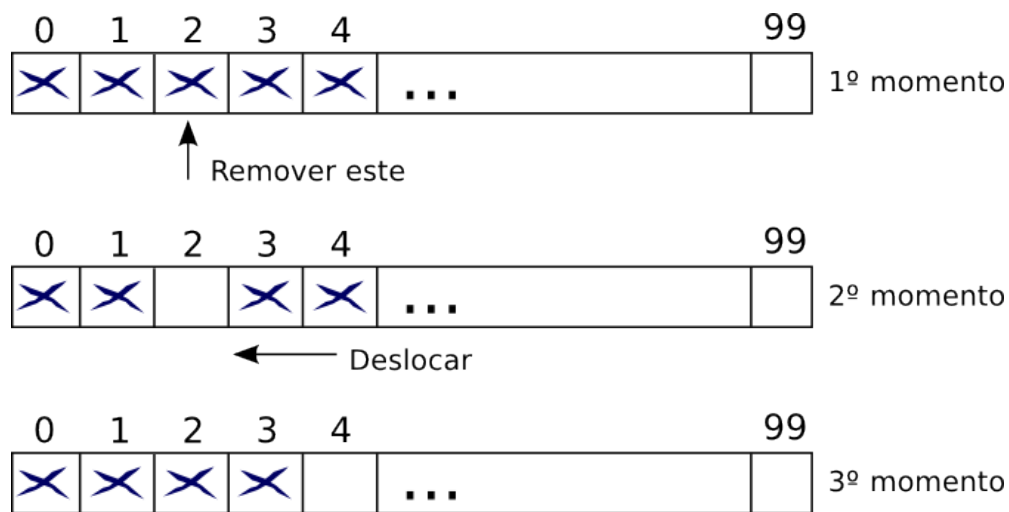 0 1 2 3 4 99
... 1º momento
Remover este
0 1 2 3 4 99
... 2º momento
Deslocar
0 1 2 3 4 99
... 3º momento